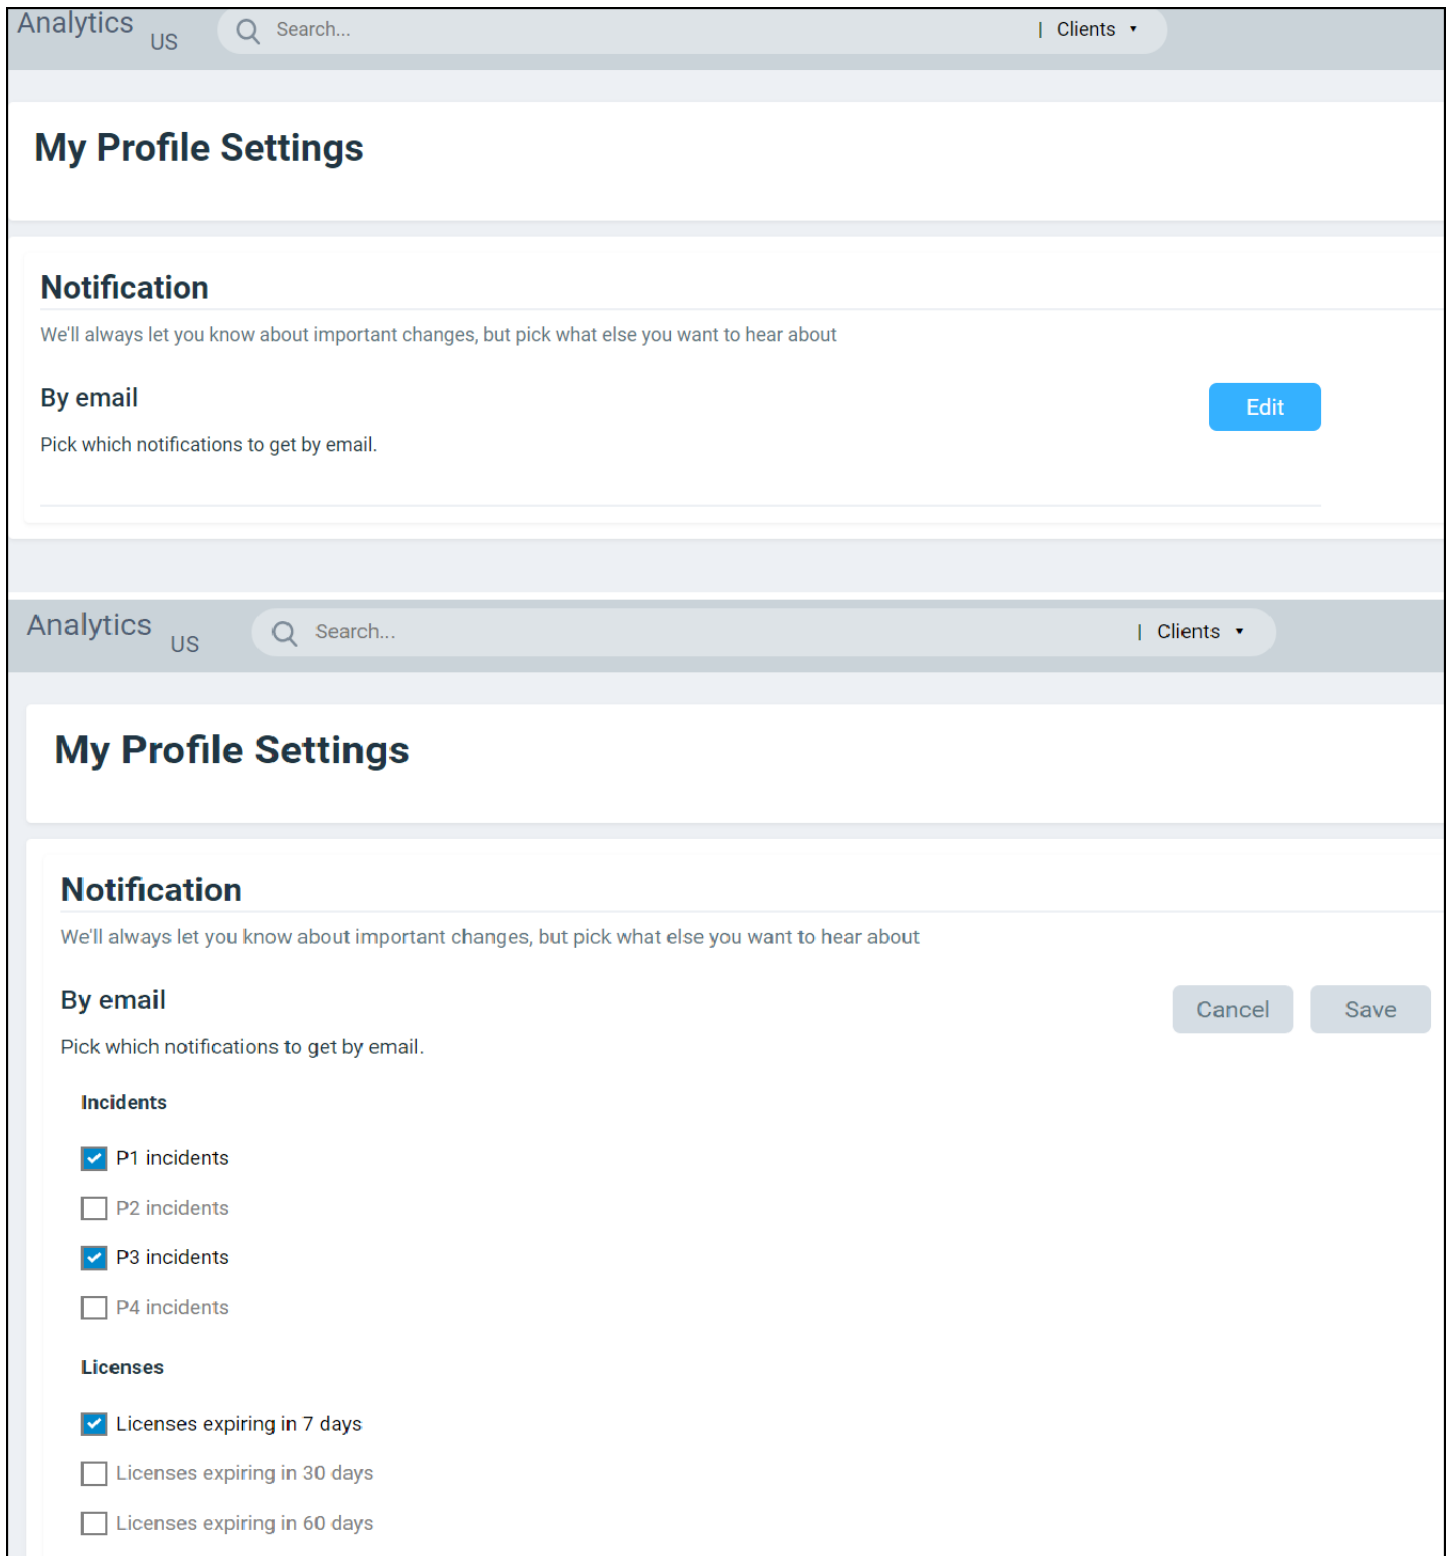 Analytics US Search... | Clients
My Profile Settings
Notification
We'll always let you know about important changes, but pick what else you want to hear about
By email
Edit
Pick which notifications to get by email.
Analytics US Search... | Clients
My Profile Settings
Notification
We'll always let you know about important changes, but pick what else you want to hear about
By email
Cancel Save
Pick which notifications to get by email.
Incidents
P1 incidents
P2 incidents
P3 incidents
P4 incidents
Licenses
Licenses expiring in 7 days
Licenses expiring in 30 days
Licenses expiring in 60 days